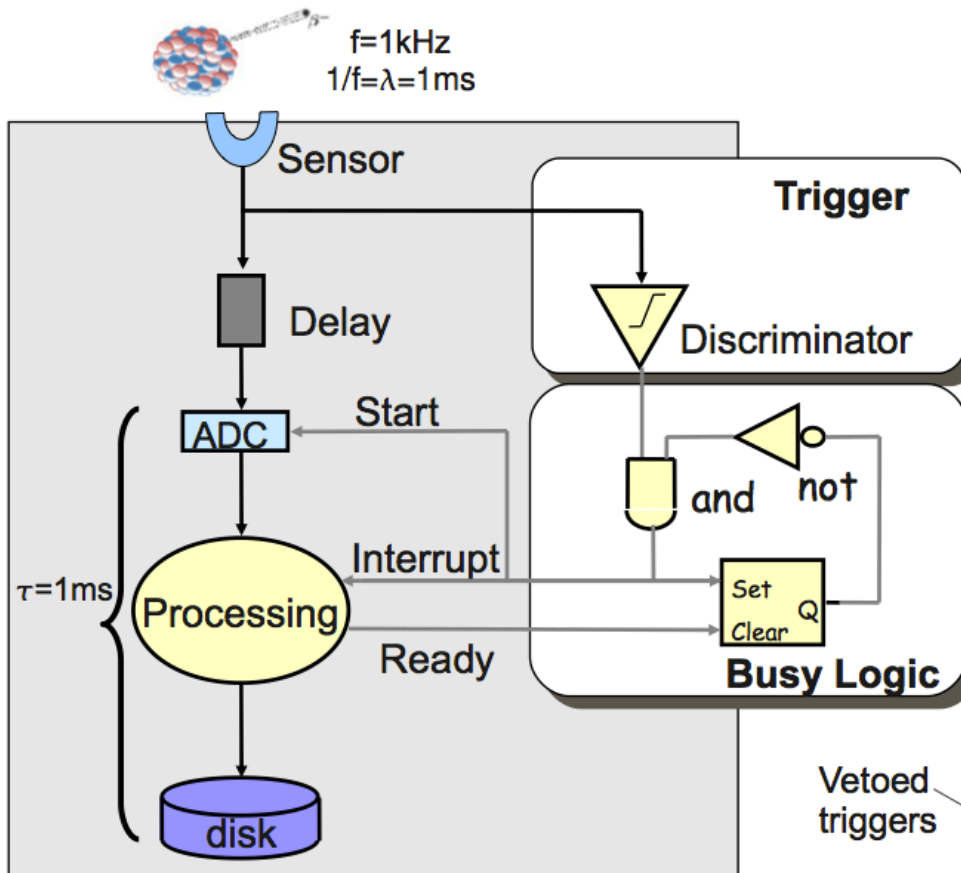 β-
f=1kHz
1/f=λ=1ms
Sensor
Trigger
Delay
Discriminator
ADC
Start
and
not
Interrupt
τ=1ms
Processing
Set
Q
Clear
Ready
Busy Logic
disk
Vetoed
triggers